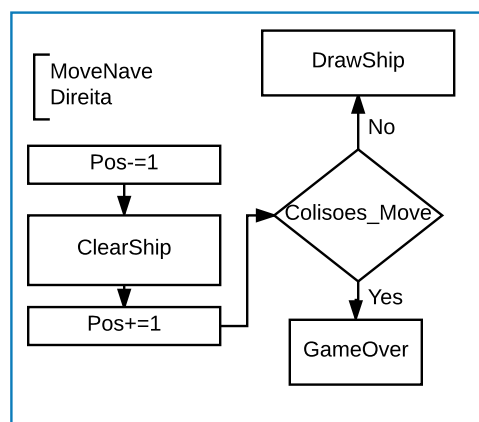 MoveNave
Direita
Pos-=1
ClearShip
Pos+=1
DrawShip
No
Colisoes_Move
Yes
GameOver